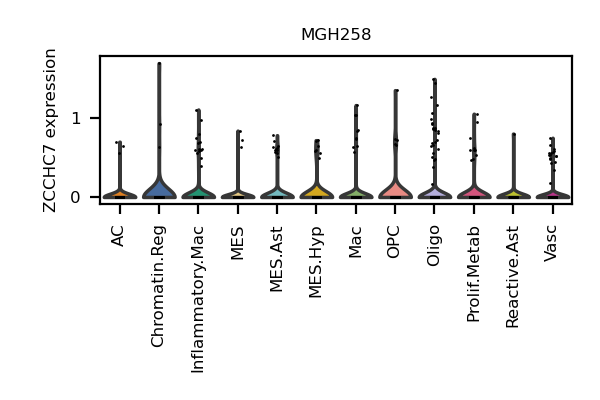 MGH258
ZCCHC7 expression
1
0
AC
Chromatin.Reg
Inflammatory.Mac
MES
MES.Ast
MES.Hyp
Mac
OPC
Oligo
Prolif.Metab
Reactive.Ast
Vasc